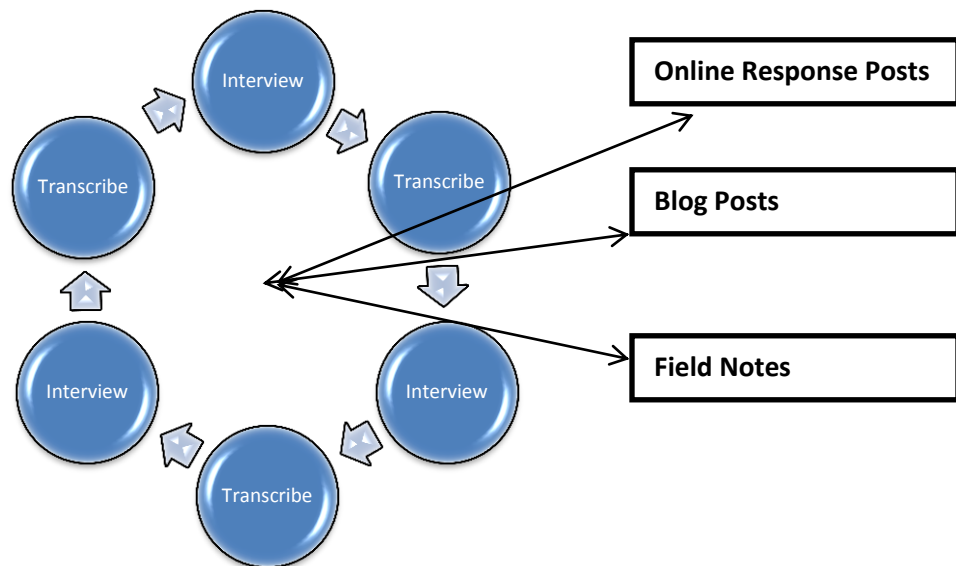 Interview
Online Response Posts
Transcribe
Transcribe
Blog Posts
Interview
Interview
Field Notes
Transcribe